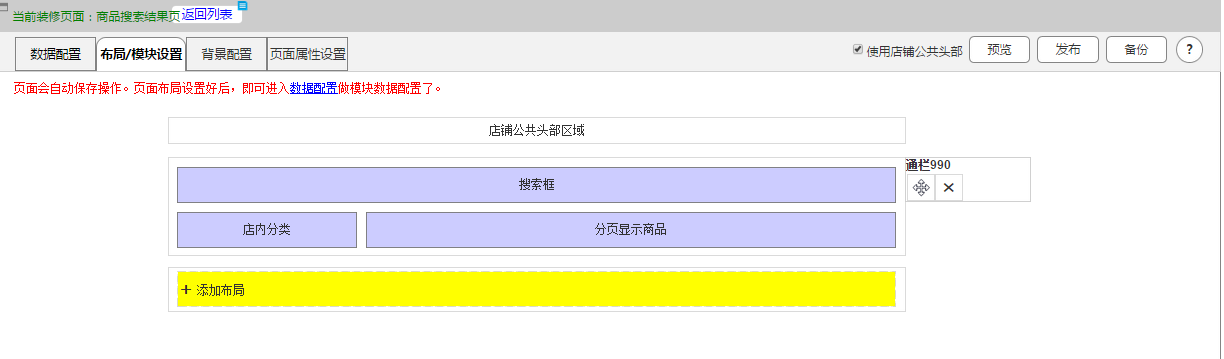 当前装修页面：商品搜索结果页 返回列表
数据配置 布局/模块设置 背景配置 页面属性设置 使用店铺公共头部 预览 发布 备份 ?
页面会自动保存操作。页面布局设置好后，即可进入数据配置做模块数据配置了。
店铺公共头部区域
通栏990
搜索框
店内分类 分页显示商品
+ 添加布局